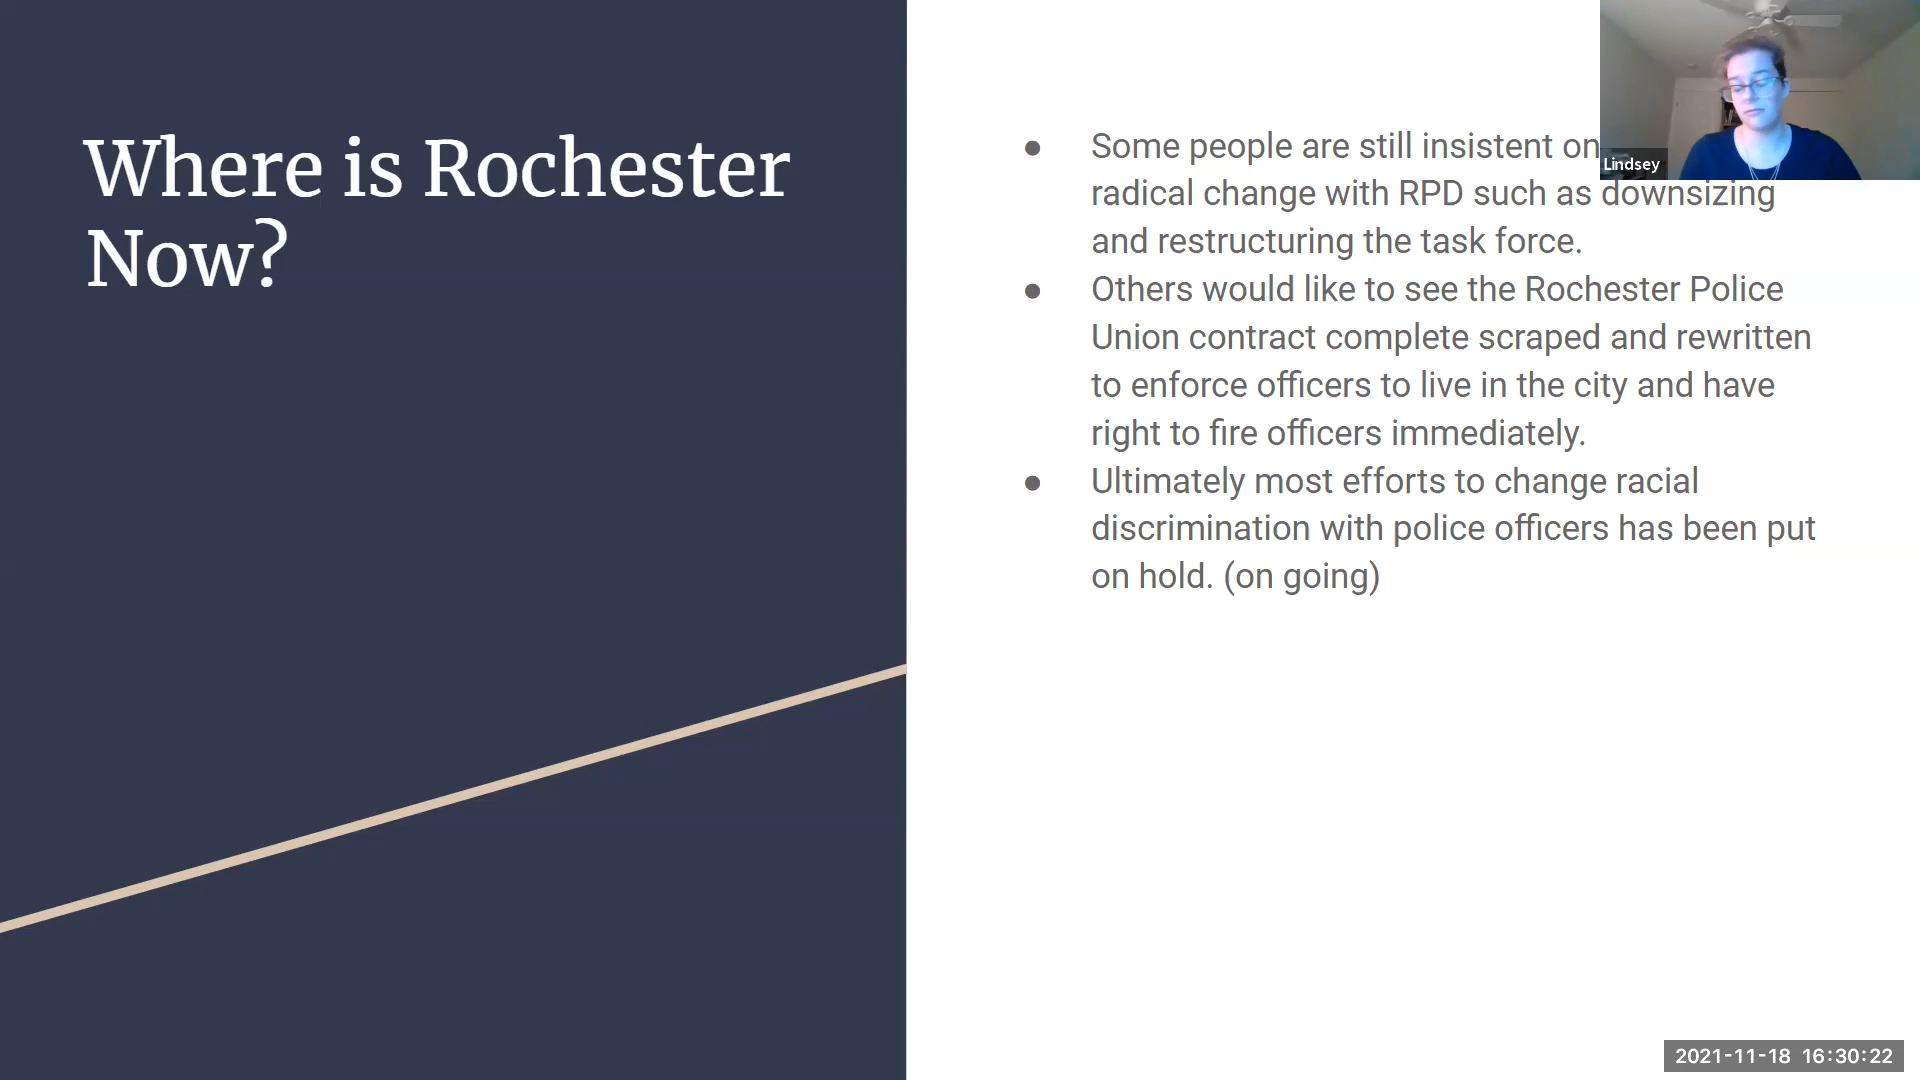 Where is Rochester
Now?
● Some people are still insistent on
radical change with RPD such as downsizing
and restructuring the task force.
● Others would like to see the Rochester Police
Union contract complete scraped and rewritten
to enforce officers to live in the city and have
right to fire officers immediately.
● Ultimately most efforts to change racial
discrimination with police officers has been put
on hold. (on going)
Lindsey
2021-11-18 16:30:22